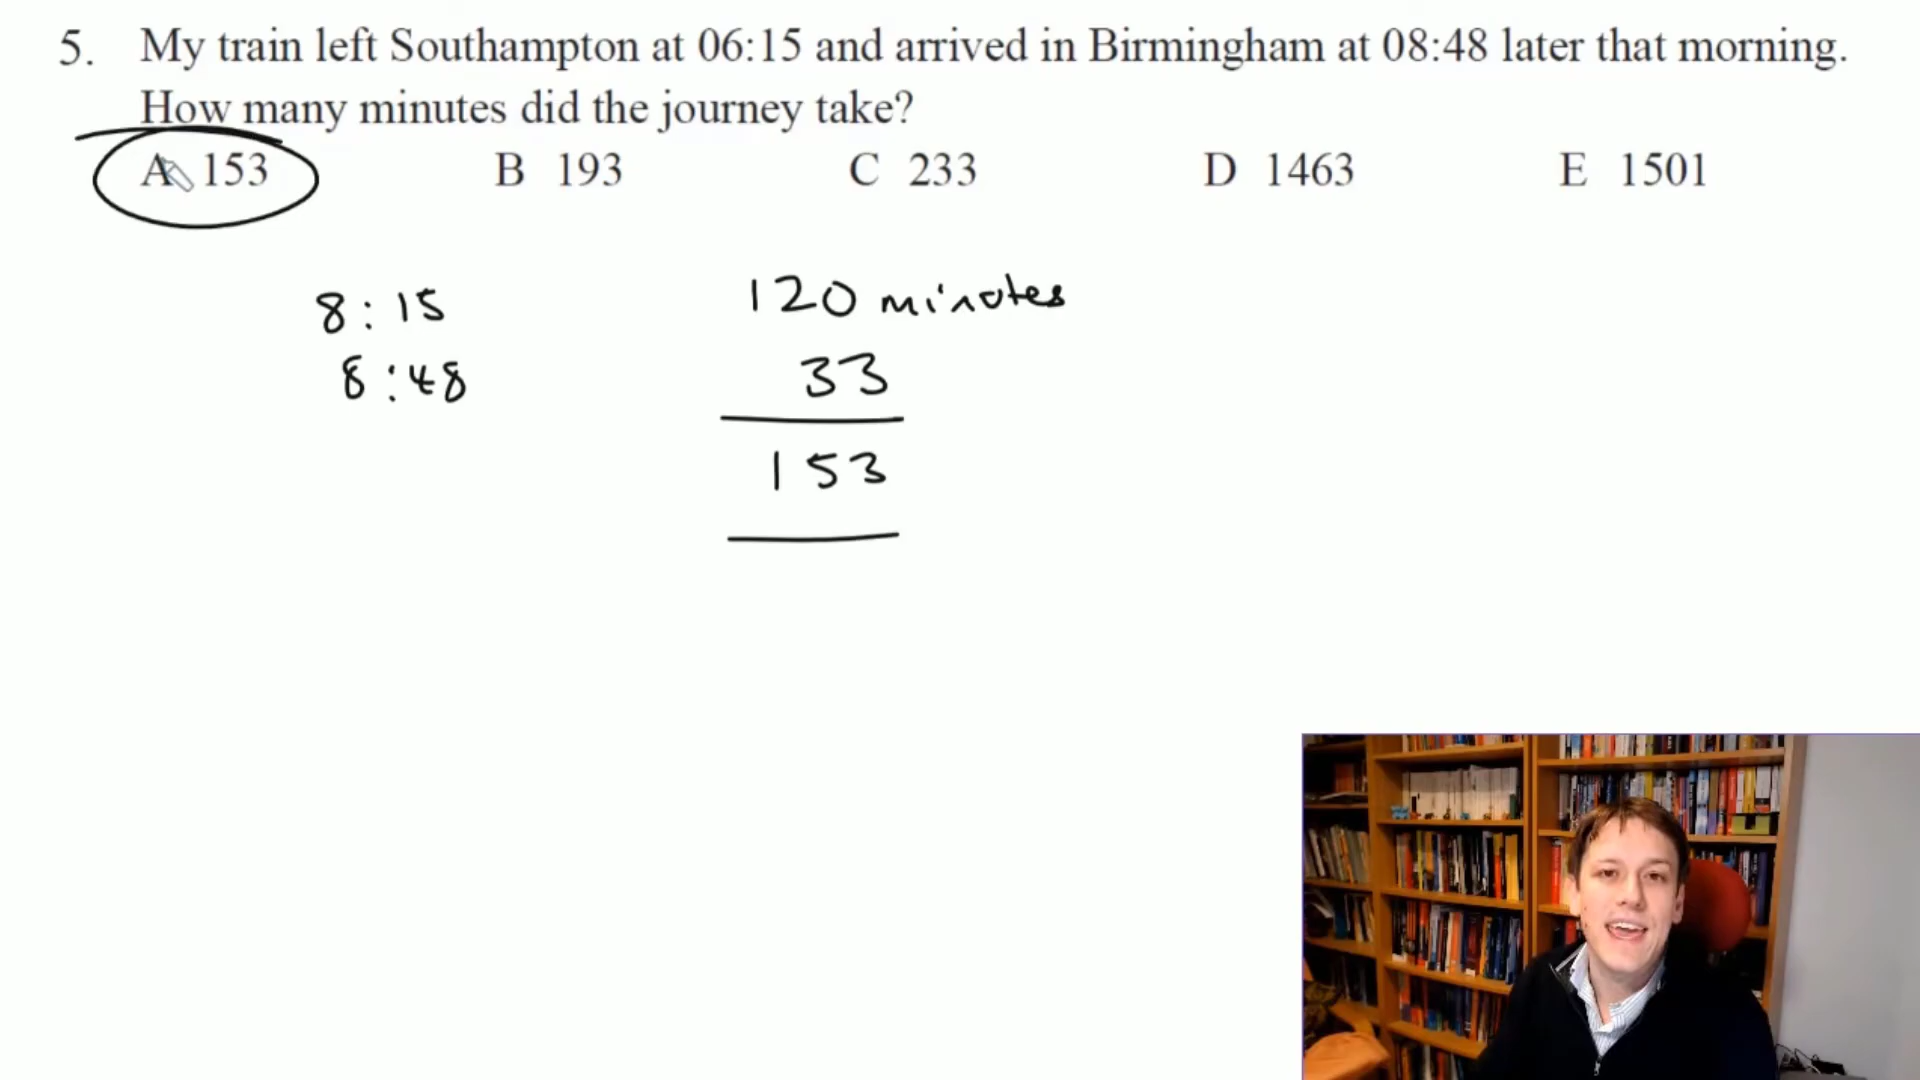 5. My train left Southampton at 06:15 and arrived in Birmingham at 08:48 later that morning.
How many minutes did the journey take?
A 153 B 193 C 233 D 1463 E 1501
8:15 120 minutes
8:48 33
153